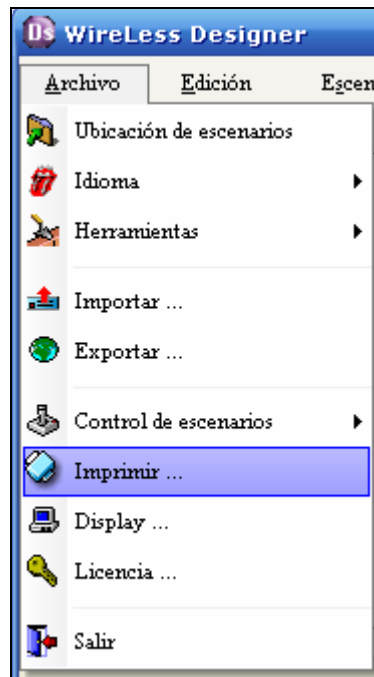 Ds WireLess Designer
Archivo Edición Escen
Ubicación de escenarios
Idioma
Herramientas
Importar ...
Exportar ...
Control de escenarios
Imprimir ...
Display ...
Licencia ...
Salir